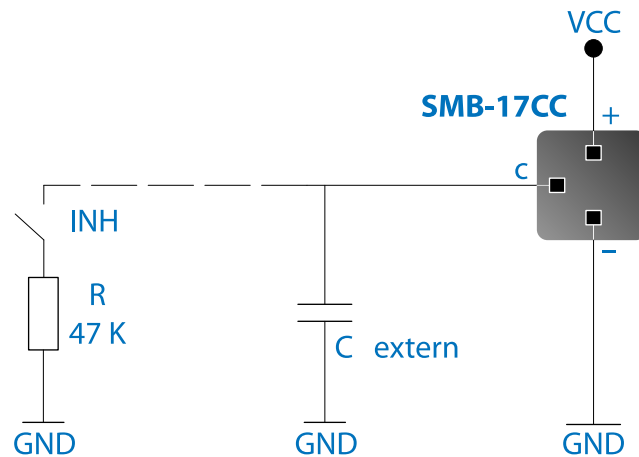 VCC
SMB-17CC
+
c
INH
−
R
47 K
C extern
GND
GND
GND